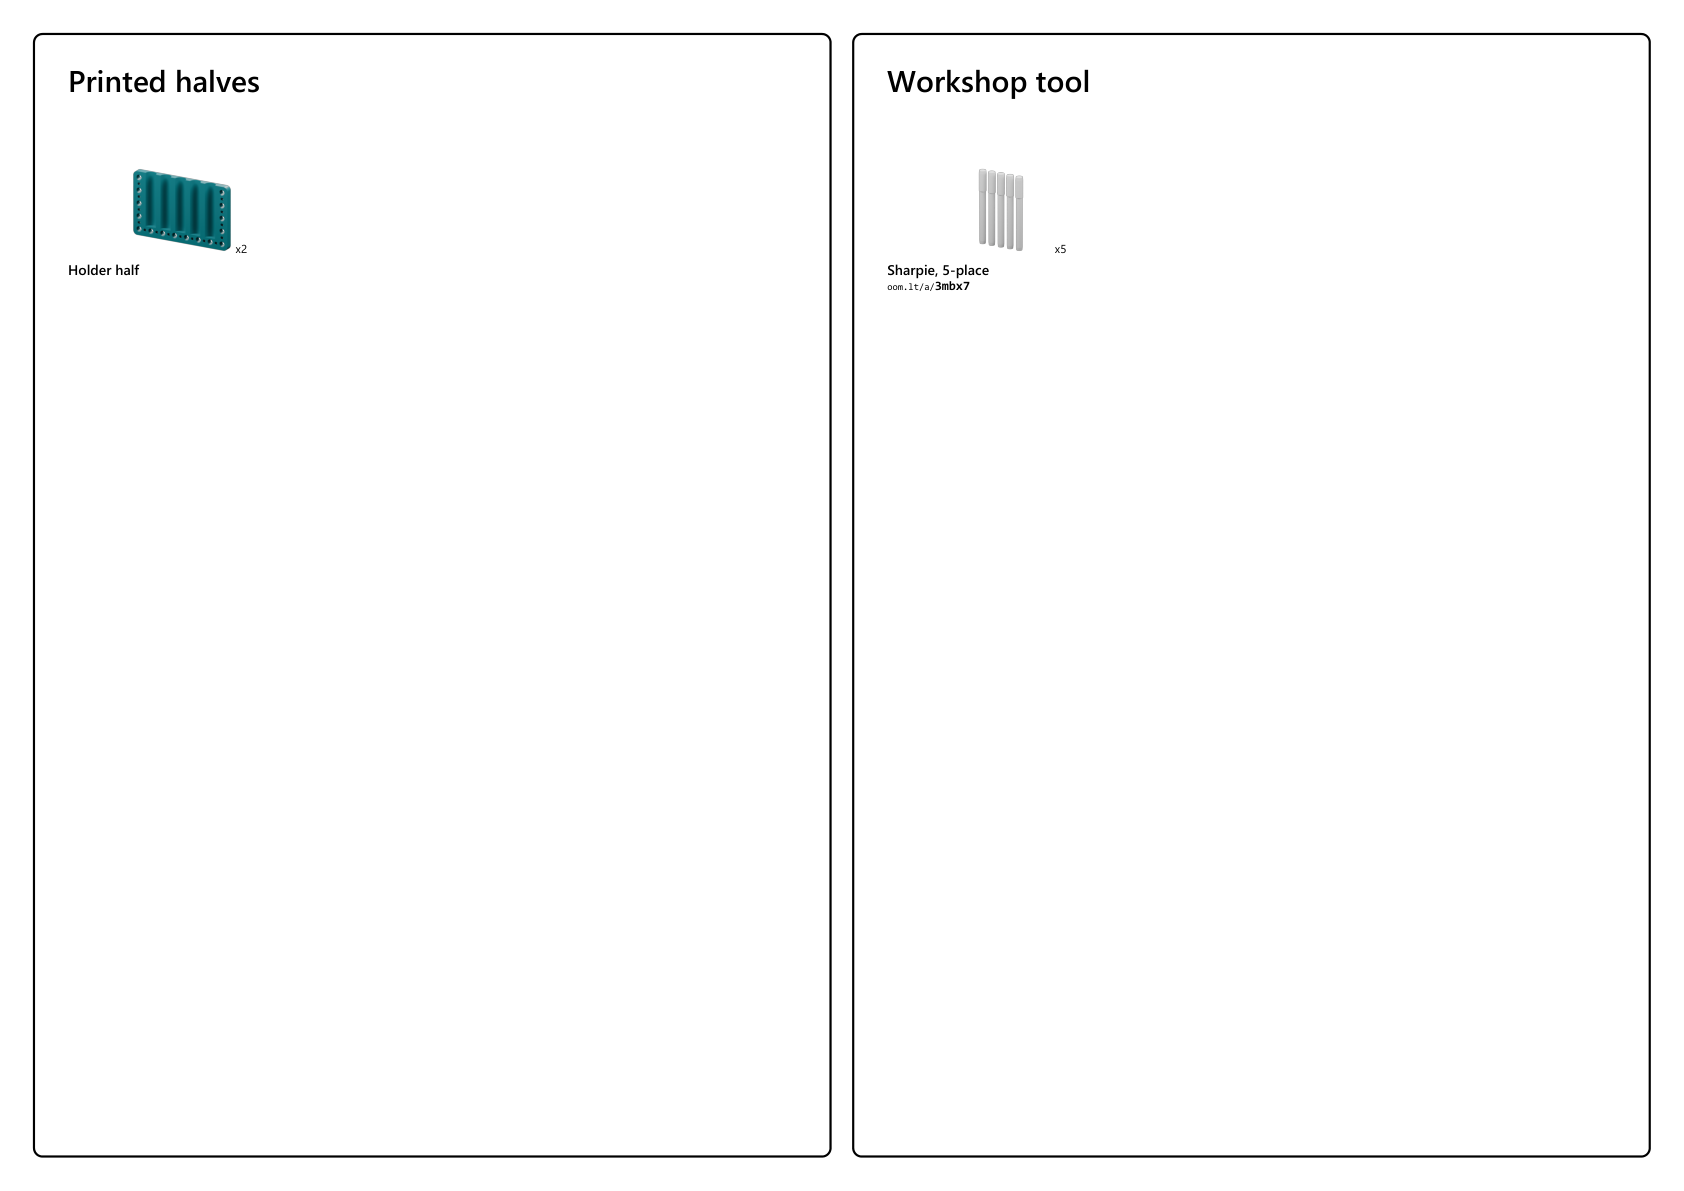 Printed halves
x2
Holder half
Workshop tool
x5
Sharpie, 5-place
oom.lt/a/3mbx7